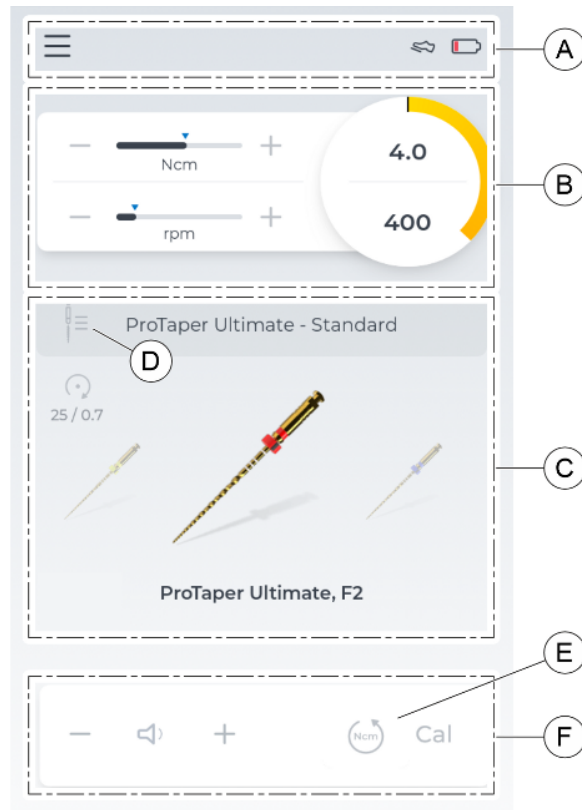 A
Ncm
4.0
B
rpm
400
ProTaper Ultimate - Standard
D
25 / 0.7
C
ProTaper Ultimate, F2
E
Ncm
Cal
F